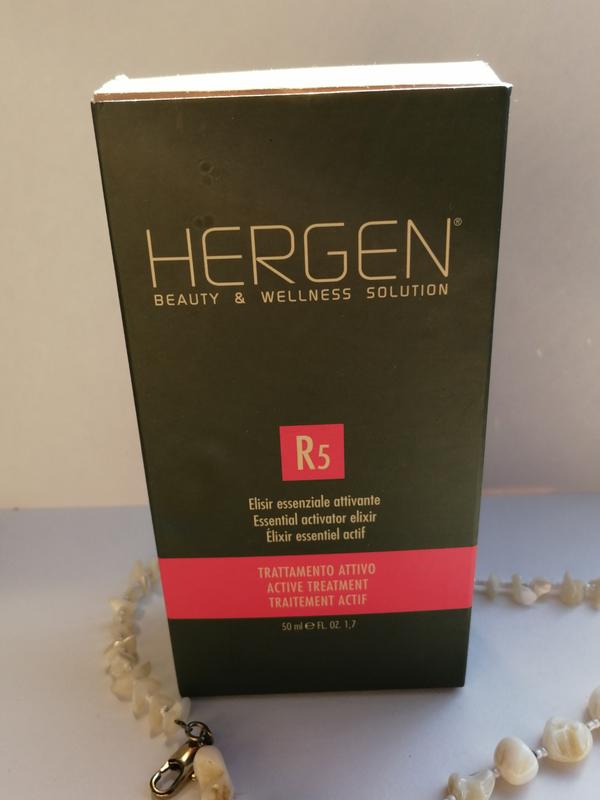 HERGEN®
BEAUTY & WELLNESS SOLUTION
R5
Elisir essenziale attivante
Essential activator elixir
Élixir essentiel actif
TRATTAMENTO ATTIVO
ACTIVE TREATMENT
TRAITEMENT ACTIF
50 ml ℮ FL. OZ. 1,7